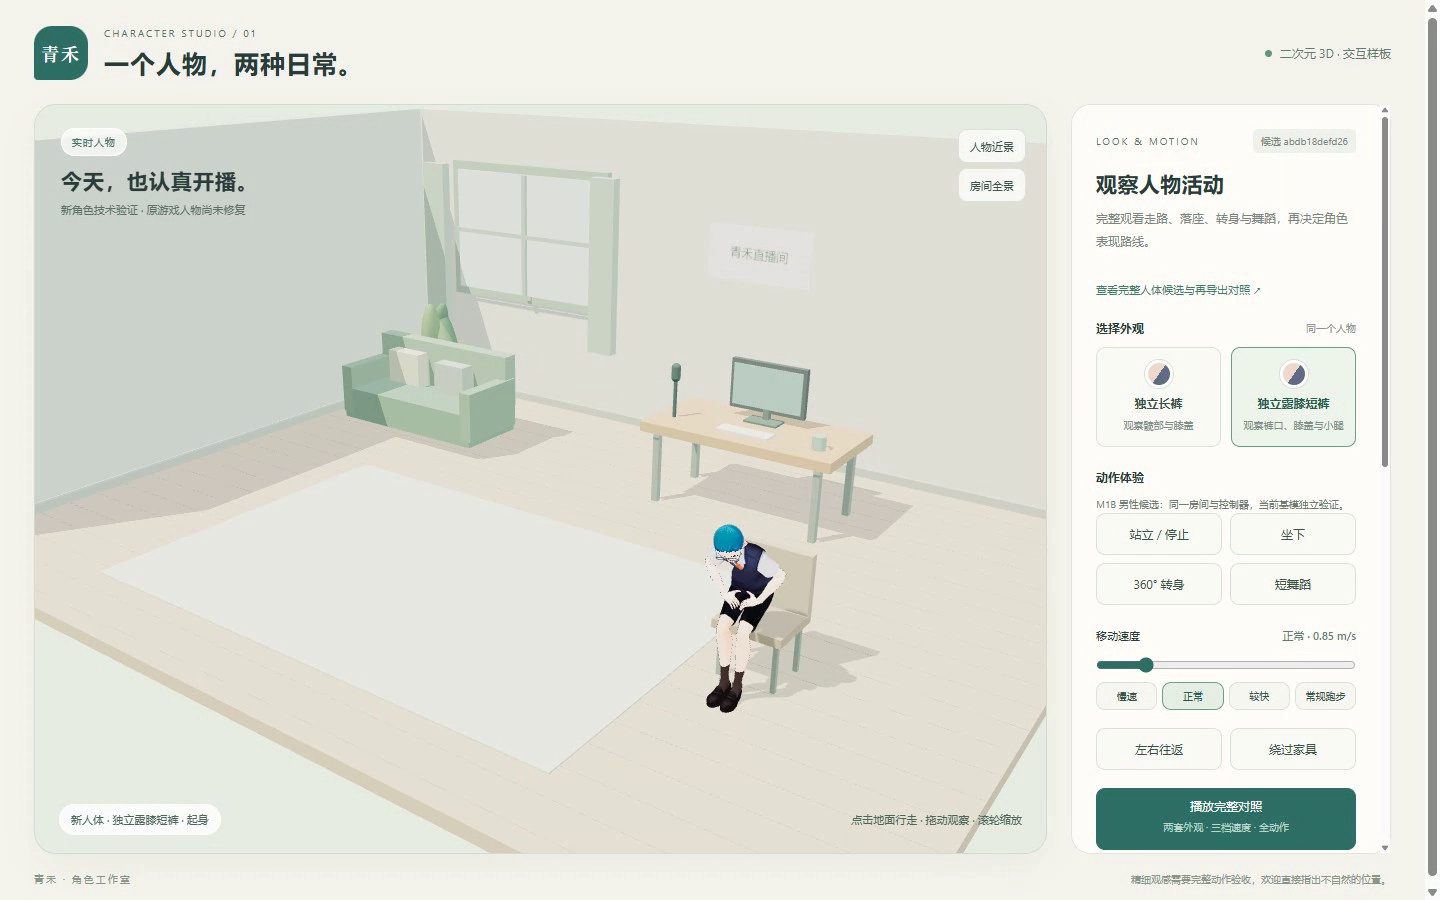 青禾
CHARACTER STUDIO / 01
一个人物，两种日常。
二次元 3D · 交互样板
实时人物
今天，也认真开播。
新角色技术验证 · 原游戏人物尚未修复
人物近景
房间全景
青禾直播间
新人体 · 独立露膝短裤 · 起身
点击地面行走 · 拖动观察 · 滚轮缩放
LOOK & MOTION
候选 abdb18defd26
观察人物活动
完整观看走路、落座、转身与舞蹈，再决定角色
表现路线。
查看完整人体候选与再导出对照 ↗
选择外观
同一个人物
独立长裤
观察髋部与膝盖
独立露膝短裤
观察裤口、膝盖与小腿
动作体验
M18 男性候选：同一房间与控制器，当前基模独立验证。
站立 / 停止
坐下
360° 转身
短舞蹈
移动速度
正常 · 0.85 m/s
慢速
正常
较快
常规跑步
左右往返
绕过家具
播放完整对照
两套外观 · 三档速度 · 全动作
青禾 · 角色工作室
精细观感需要完整动作验收，欢迎直接指出不自然的位置。